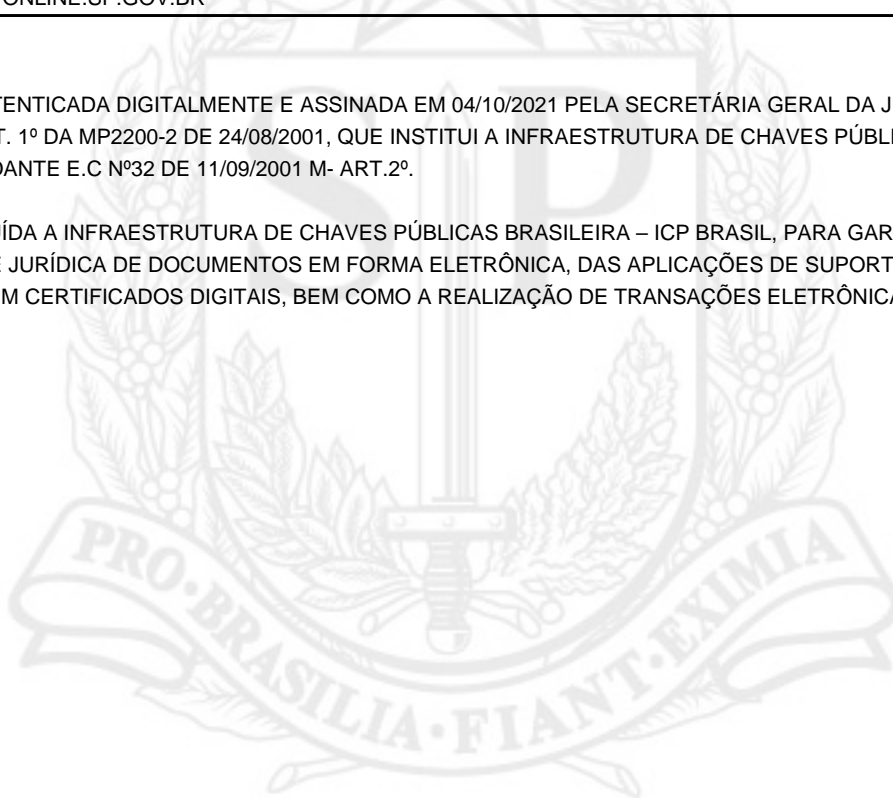 ONLINE.SP.GOV.BR
TENTICADA DIGITALMENTE E ASSINADA EM 04/10/2021 PELA SECRETÁRIA GERAL DA J
T. 1º DA MP2200-2 DE 24/08/2001, QUE INSTITUI A INFRAESTRUTURA DE CHAVES PÚBL
DANTE E.C Nº32 DE 11/09/2001 M- ART.2º.
ÍDA A INFRAESTRUTURA DE CHAVES PÚBLICAS BRASILEIRA – ICP BRASIL, PARA GAR
E JURÍDICA DE DOCUMENTOS EM FORMA ELETRÔNICA, DAS APLICAÇÕES DE SUPORT
M CERTIFICADOS DIGITAIS, BEM COMO A REALIZAÇÃO DE TRANSAÇÕES ELETRÔNICA
SP
PRO·BRASILIA·FIANT·EXIMIA